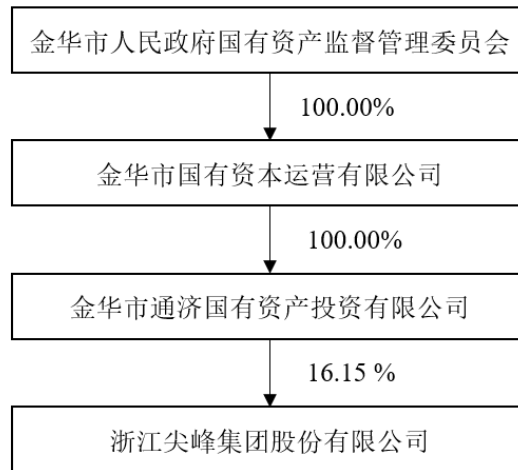 金华市人民政府国有资产监督管理委员会
100.00%
金华市国有资本运营有限公司
100.00%
金华市通济国有资产投资有限公司
16.15 %
浙江尖峰集团股份有限公司